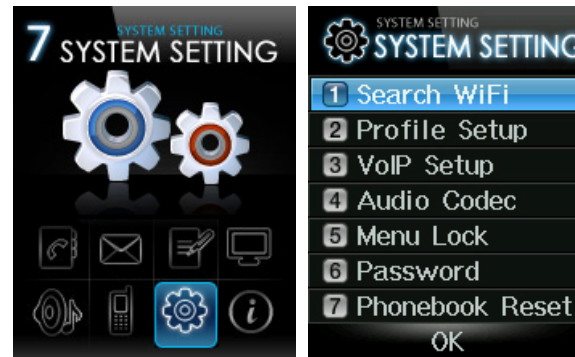 7
SYSTEM SETTING
SYSTEM SETTING
SYSTEM SETTING
SYSTEM SETTING
1 Search WiFi
2 Profile Setup
3 VoIP Setup
4 Audio Codec
5 Menu Lock
6 Password
7 Phonebook Reset
OK